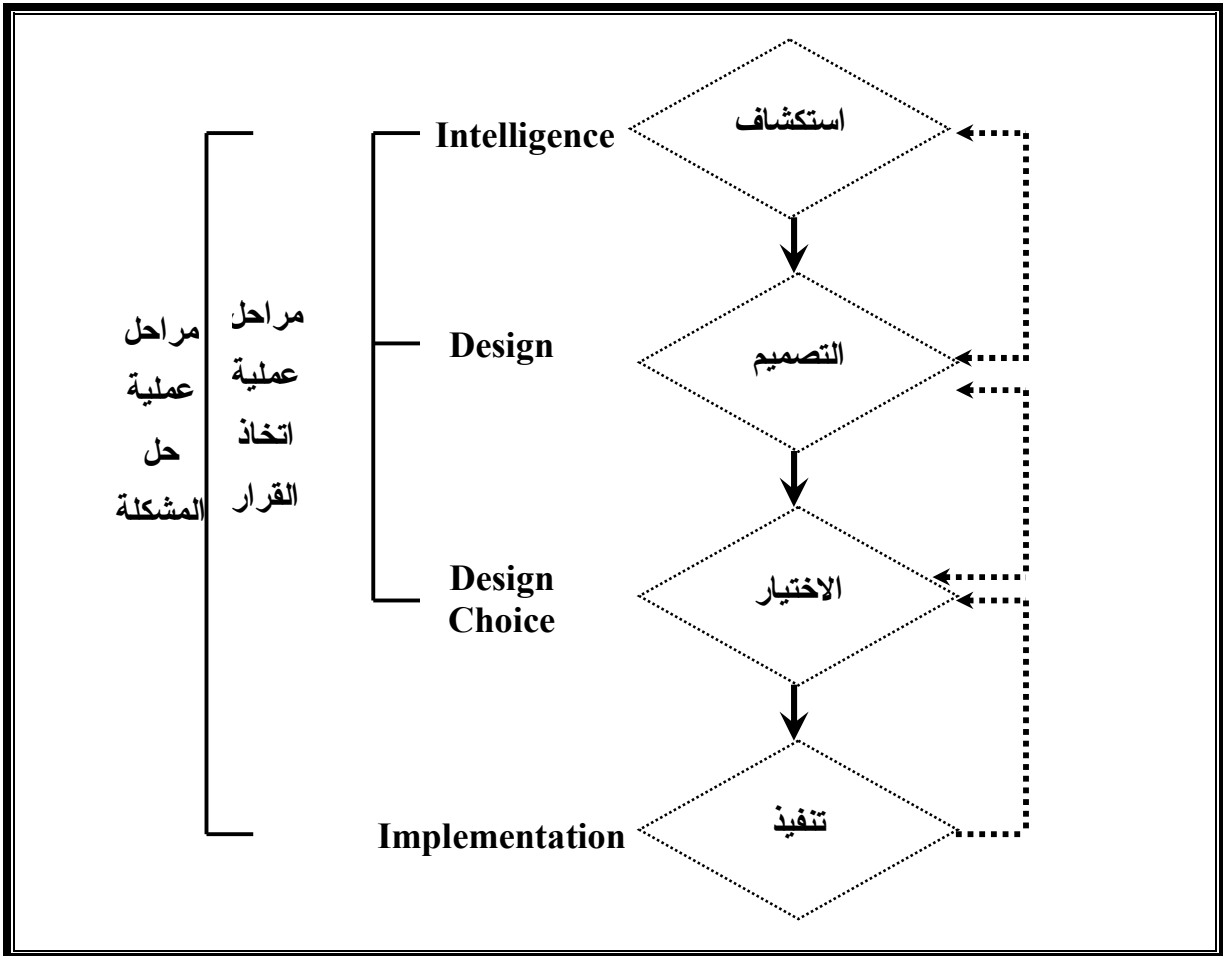 استكشاف
Intelligence
التصميم
Design
الاختيار
Design
Choice
تنفيذ
Implementation
مراحل
عملية
اتخاذ
القرار
مراحل
عملية
حل
المشكلة